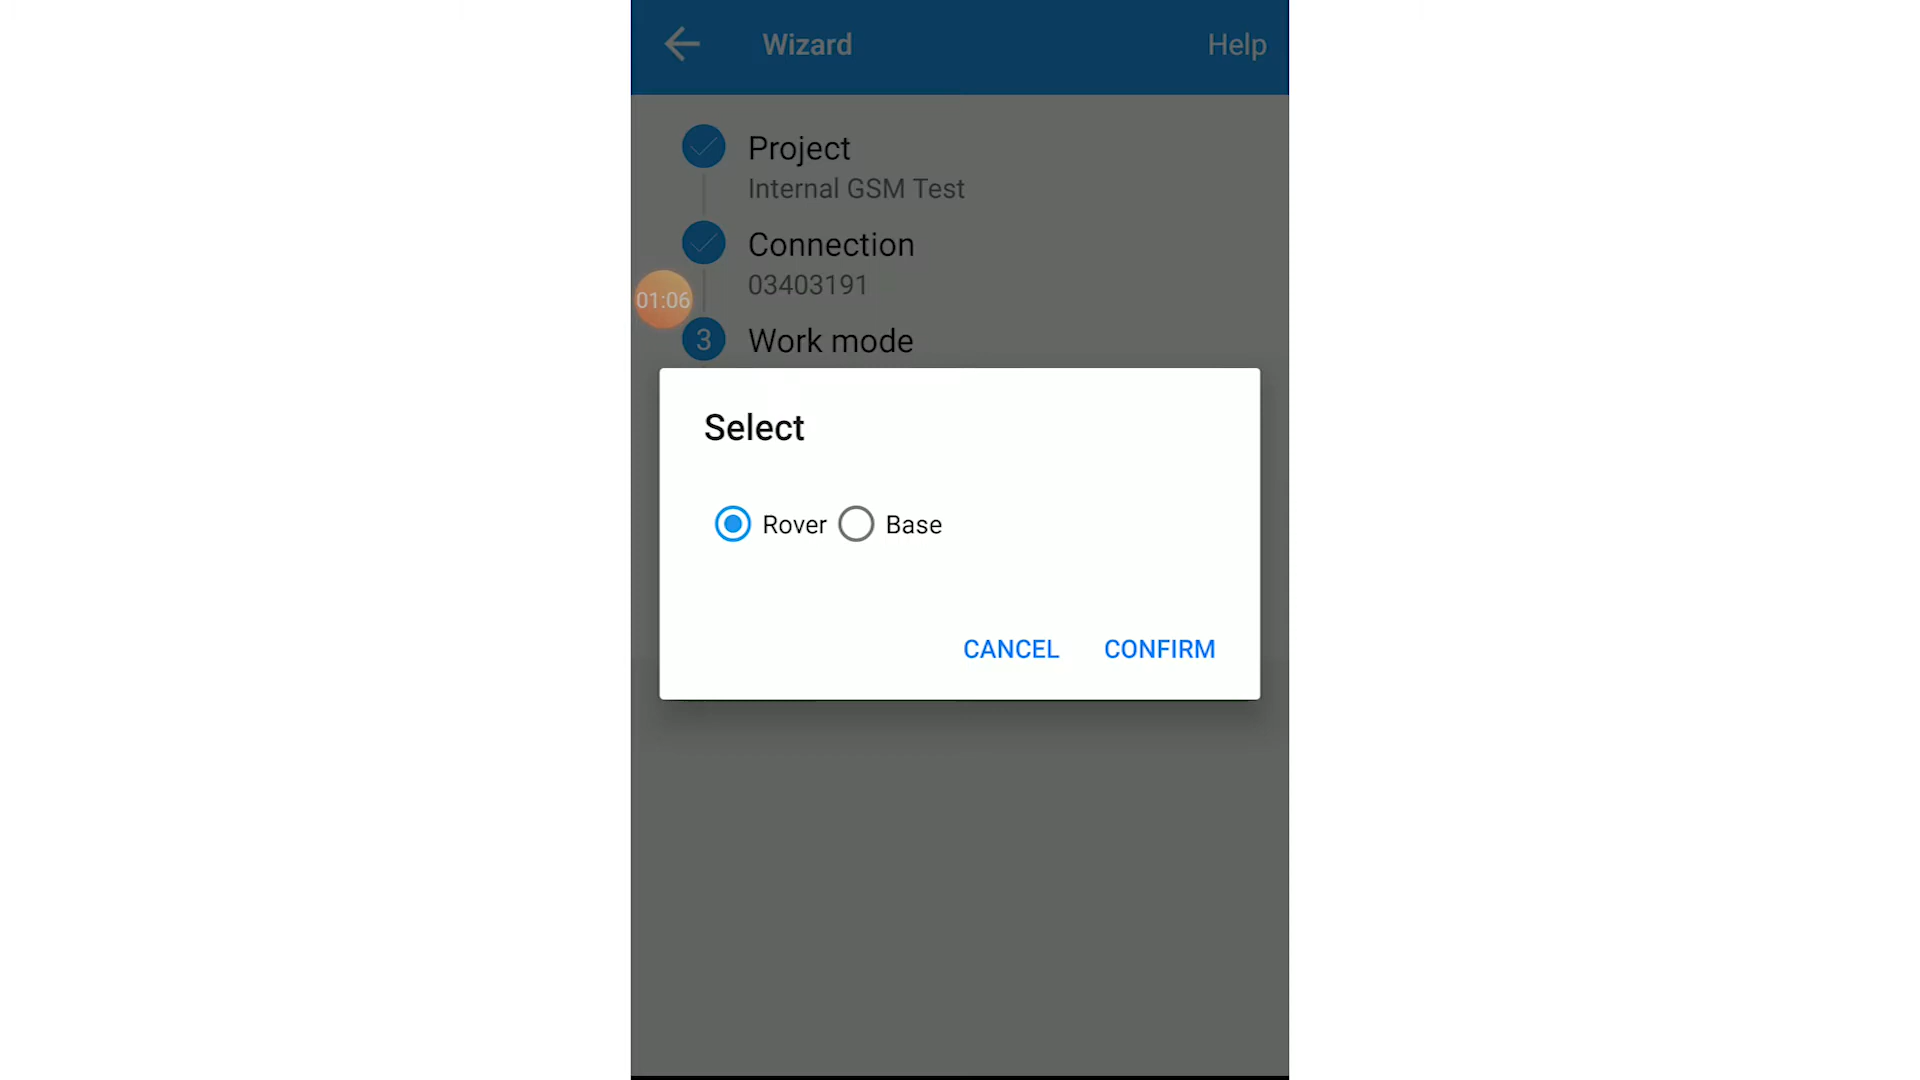 Wizard Help
Project
Internal GSM Test
Connection
03403191
01:06
3 Work mode
Select
Rover Base
CANCEL CONFIRM